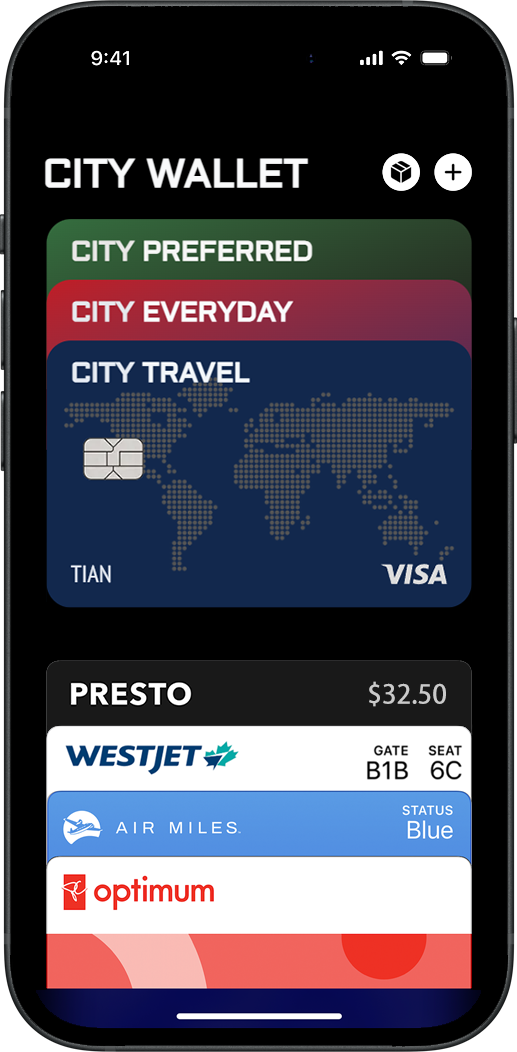 9:41
CITY WALLET
CITY PREFERRED
CITY EVERYDAY
CITY TRAVEL
TIAN VISA
PRESTO $32.50
WESTJET GATE B1B SEAT 6C
AIR MILES. STATUS Blue
optimum